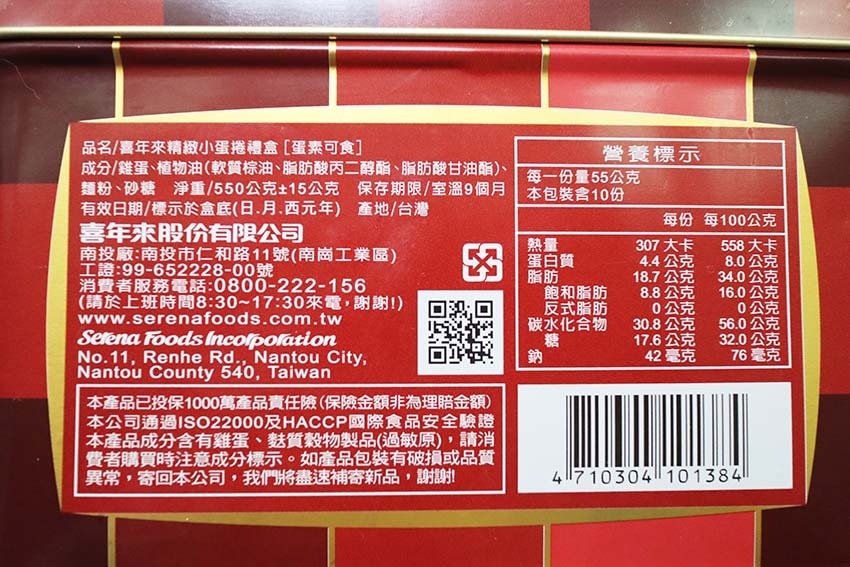 品名/喜年來精緻小蛋捲禮盒[蛋素可食]
成分/雞蛋、植物油(軟質棕油、脂肪酸丙二醇酯、脂肪酸甘油酯)、
麵粉、砂糖 淨重/550公克±15公克 保存期限/室溫9個月
有效日期/標示於盒底(日.月.西元年) 產地/台灣
喜年來股份有限公司
南投廠:南投市仁和路11號(南崗工業區)
工證:99-652228-00號
消費者服務電話:0800-222-156
(請於上班時間8:30~17:30來電,謝謝!)
www.serenafoods.com.tw
Serena Foods Incorporation
No.11, Renhe Rd., Nantou City,
Nantou County 540, Taiwan
本產品已投保1000萬產品責任險(保險金額非為理賠金額)
本公司通過ISO22000及HACCP國際食品安全驗證
本產品成分含有雞蛋、麩質穀物製品(過敏原),請消
費者購買時注意成分標示。如產品包裝有破損或品質
異常,寄回本公司,我們將盡速補寄新品,謝謝!
營養標示
每一份量55公克
本包裝含10份
每份 每100公克
熱量 307大卡 558大卡
蛋白質 4.4公克 8.0公克
脂肪 18.7公克 34.0公克
飽和脂肪 8.8公克 16.0公克
反式脂肪 0公克 0公克
碳水化合物 30.8公克 56.0公克
糖 17.6公克 32.0公克
鈉 42毫克 76毫克
4 710304 101384